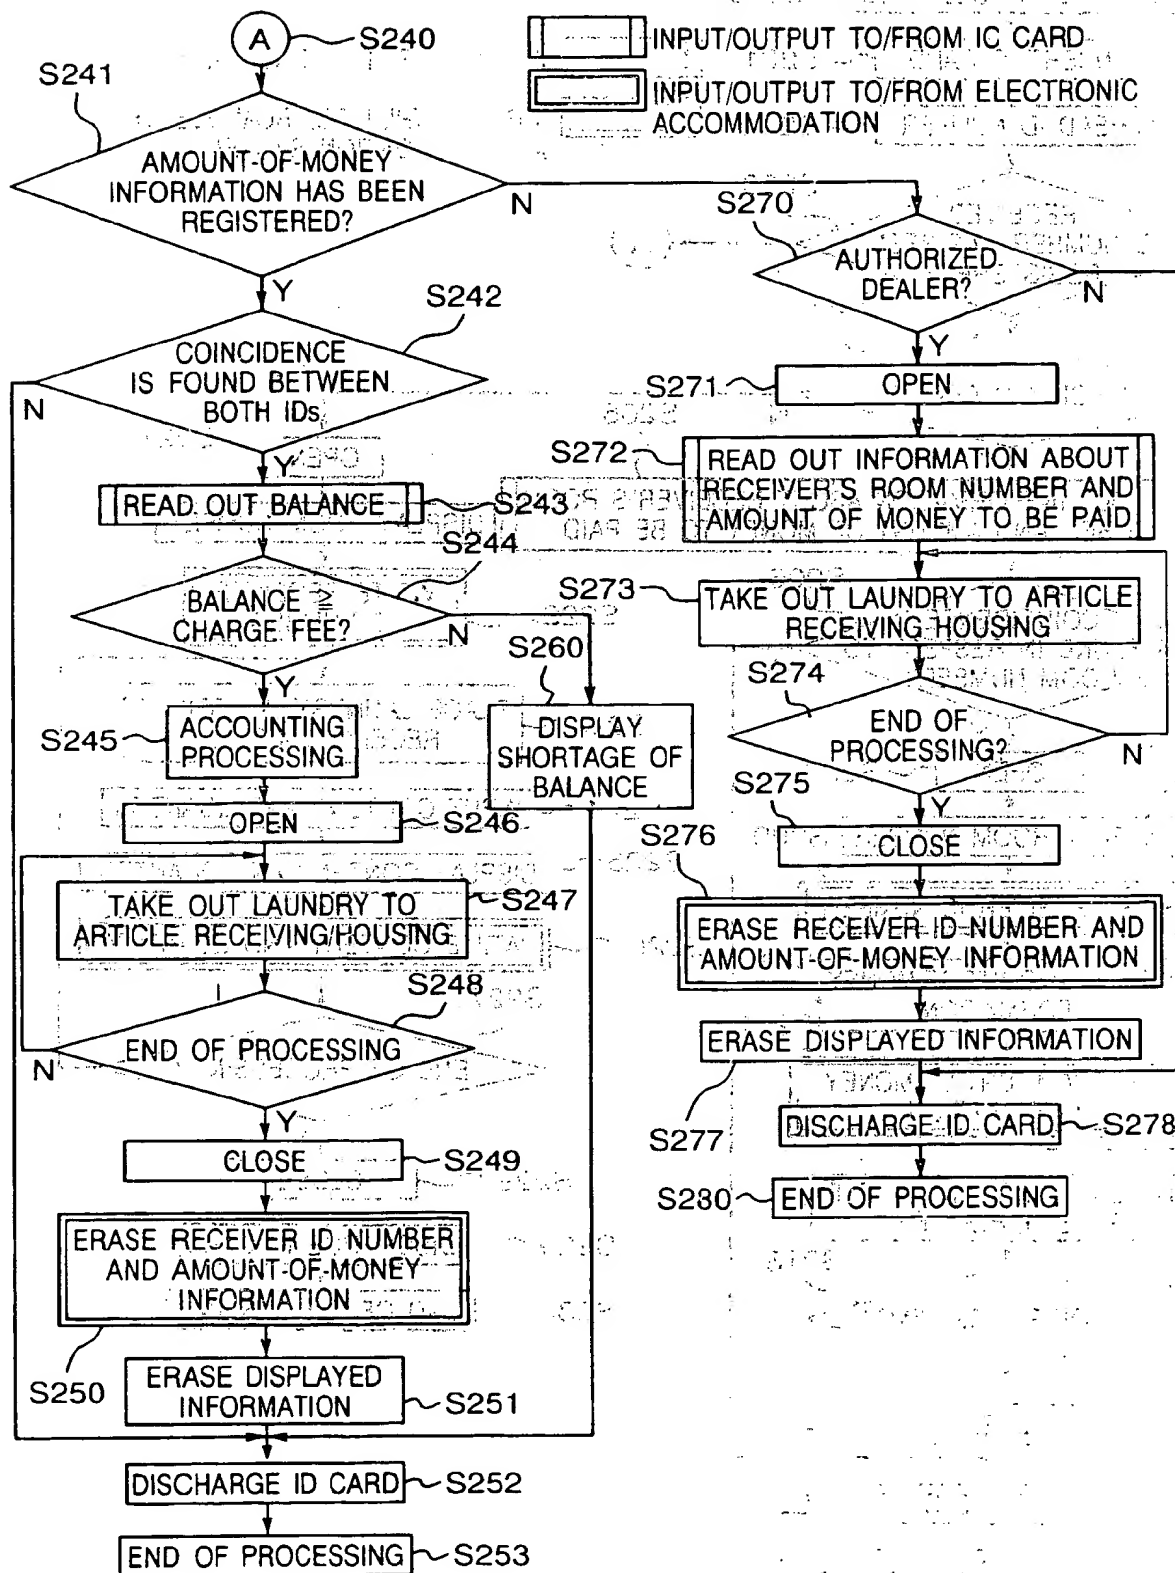 A
S240
INPUT/OUTPUT TO/FROM IC CARD
INPUT/OUTPUT TO/FROM ELECTRONIC
ACCOMMODATION
S241
AMOUNT-OF-MONEY
INFORMATION HAS BEEN
REGISTERED?
N
Y
S242
COINCIDENCE
IS FOUND BETWEEN
BOTH IDs
N
Y
READ OUT BALANCE
S243
S244
BALANCE ≧
CHARGE FEE?
N
Y
S260
DISPLAY
SHORTAGE OF
BALANCE
S245
ACCOUNTING
PROCESSING
OPEN
S246
TAKE OUT LAUNDRY TO
ARTICLE RECEIVING/HOUSING
S247
S248
END OF PROCESSING
N
Y
CLOSE
S249
ERASE RECEIVER ID NUMBER
AND AMOUNT-OF-MONEY
INFORMATION
S250
ERASE DISPLAYED
INFORMATION
S251
DISCHARGE ID CARD
S252
END OF PROCESSING
S253
S270
AUTHORIZED
DEALER?
N
Y
S271
OPEN
S272
READ OUT INFORMATION ABOUT
RECEIVER'S ROOM NUMBER AND
AMOUNT OF MONEY TO BE PAID
S273
TAKE OUT LAUNDRY TO ARTICLE
RECEIVING HOUSING
S274
END OF
PROCESSING?
N
Y
S275
CLOSE
S276
ERASE RECEIVER ID NUMBER AND
AMOUNT-OF-MONEY INFORMATION
ERASE DISPLAYED INFORMATION
S277
DISCHARGE ID CARD
S278
S280
END OF PROCESSING